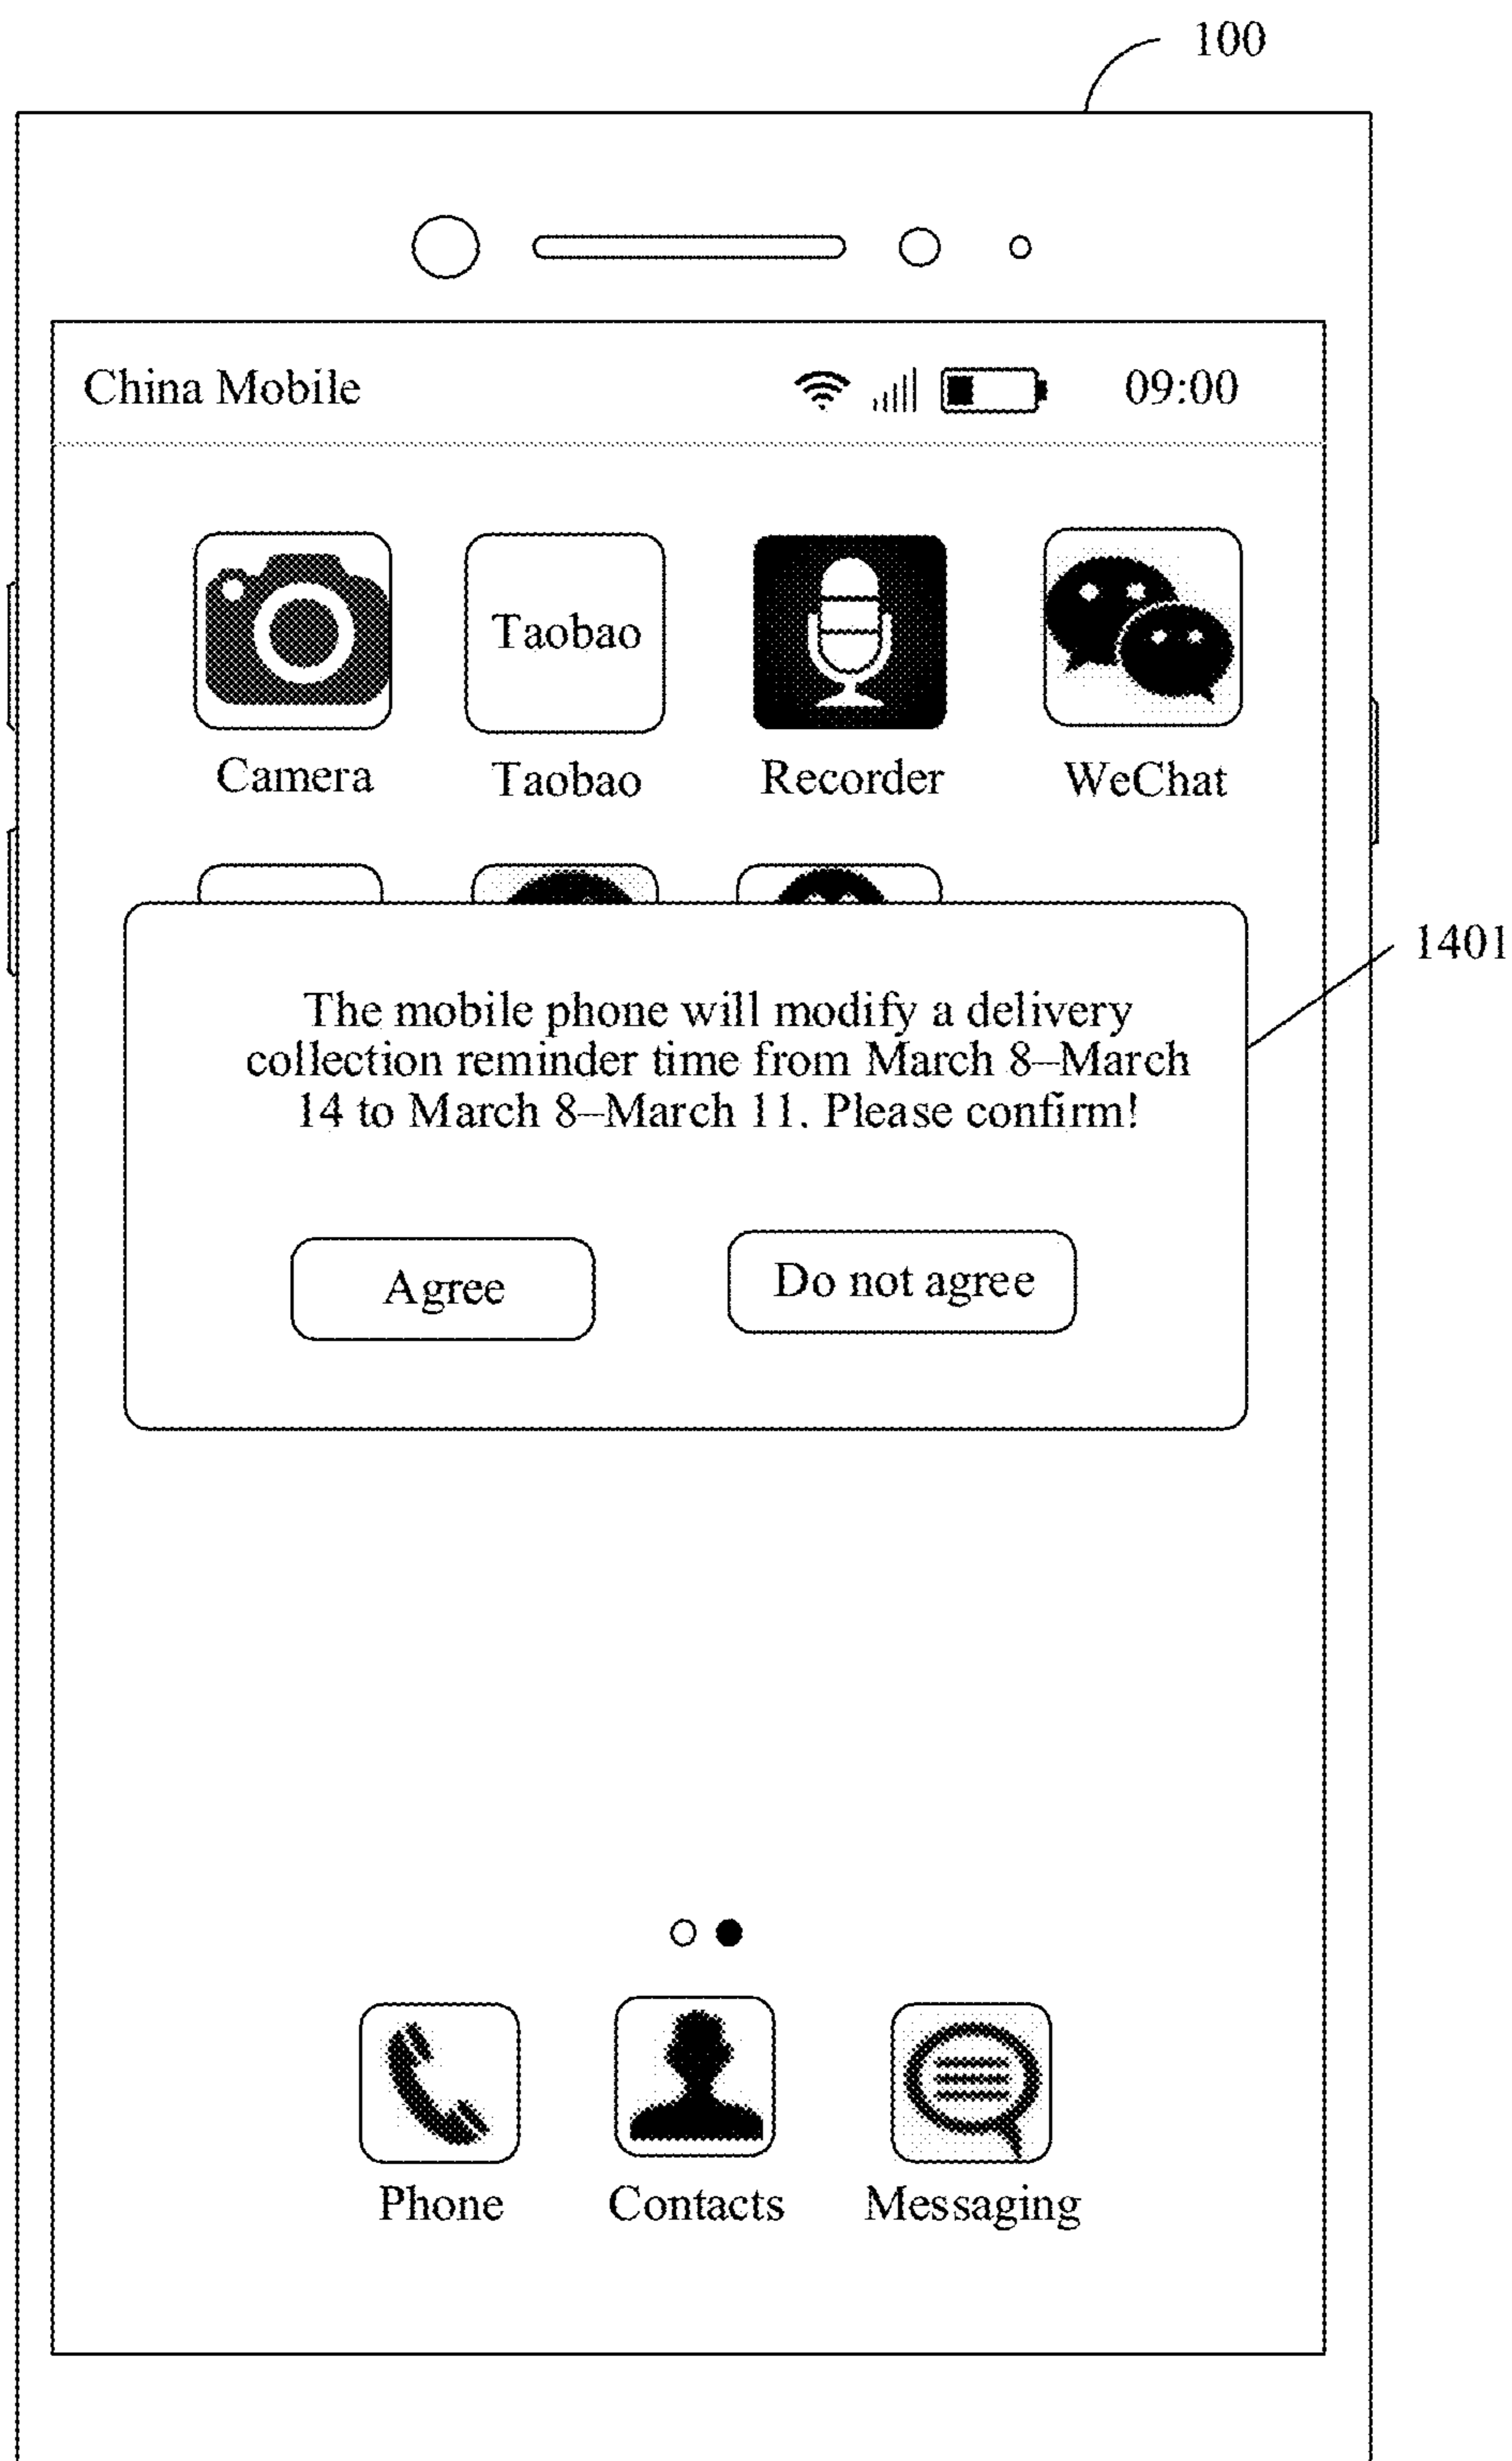 100
China Mobile 09:00
Taobao
Camera Taobao Recorder WeChat
1401
The mobile phone will modify a delivery
collection reminder time from March 8–March
14 to March 8–March 11. Please confirm!
Agree Do not agree
Phone Contacts Messaging